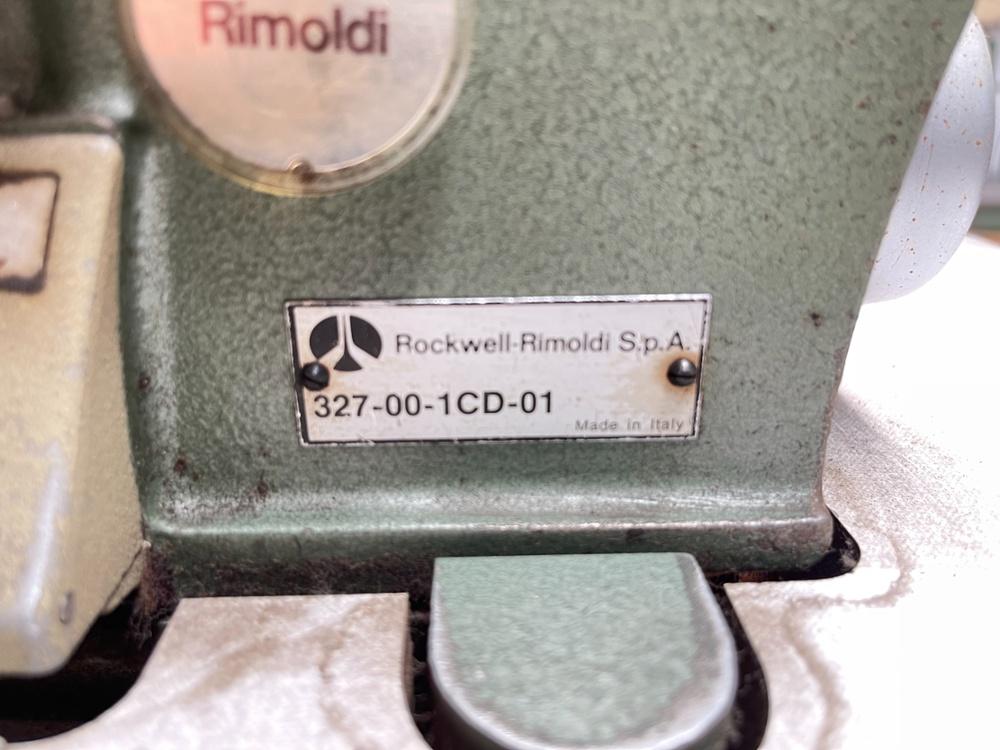 Rimoldi
Rockwell-Rimoldi S.p.A.
327-00-1CD-01
Made in Italy